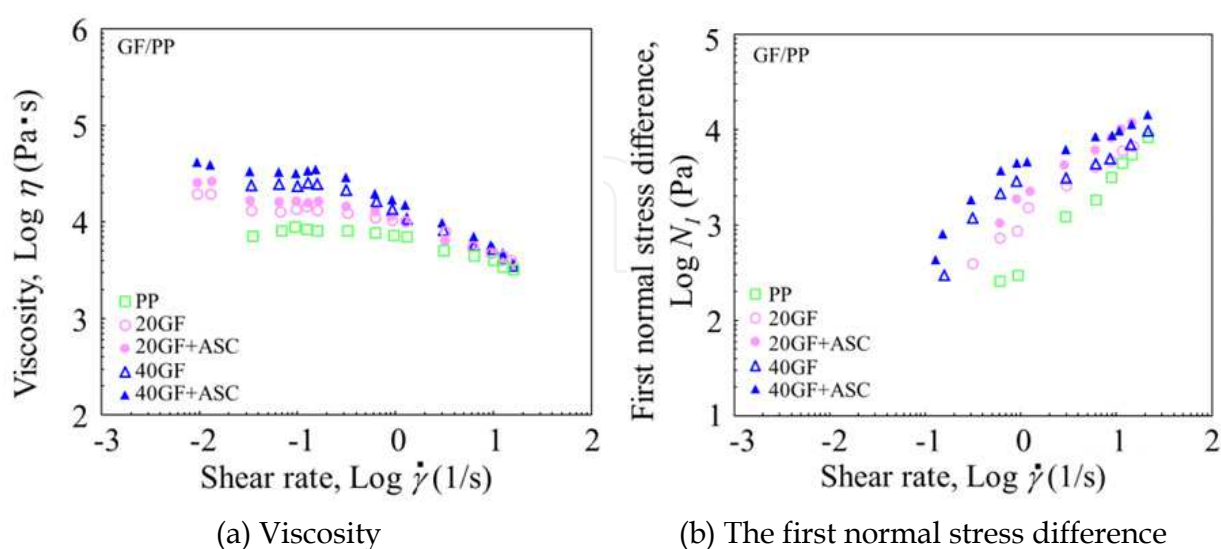 GF/PP
Viscosity, Log η (Pa・s)
6
5
4
3
2
PP
20GF
20GF+ASC
40GF
40GF+ASC
-3 -2 -1 0 1 2
Shear rate, Log γ̇ (1/s)
(a) Viscosity
GF/PP
First normal stress difference,
Log N₁ (Pa)
5
4
3
2
1
PP
20GF
20GF+ASC
40GF
40GF+ASC
-3 -2 -1 0 1 2
Shear rate, Log γ̇ (1/s)
(b) The first normal stress difference